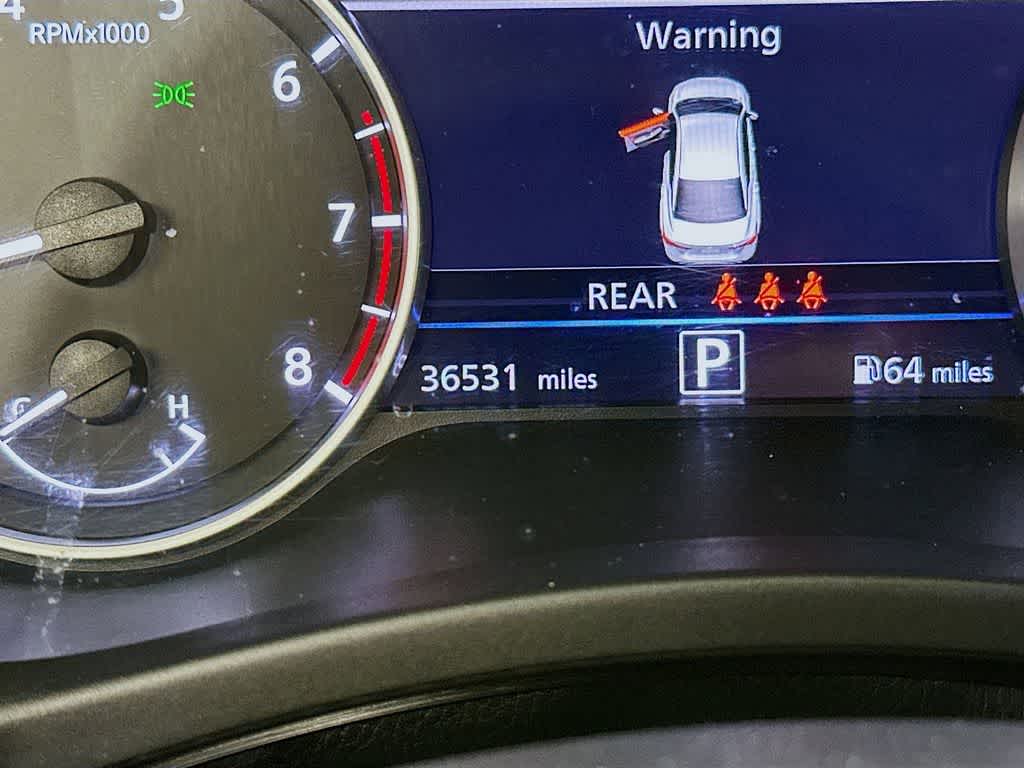 4 5
RPMx1000
6
7
8
C H
Warning
REAR
36531 miles P 64 miles